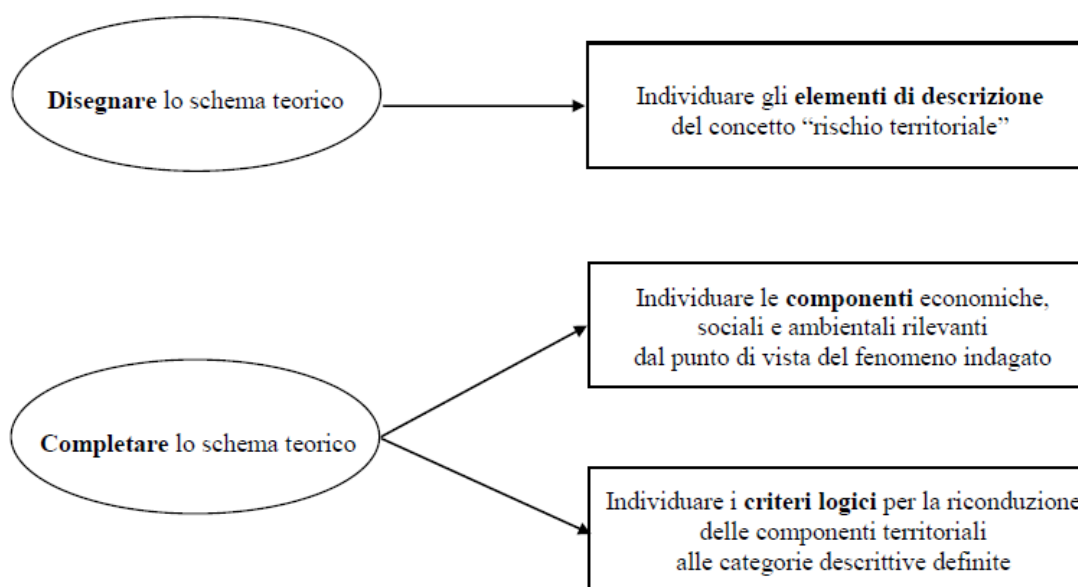 Disegnare lo schema teorico
Individuare gli elementi di descrizione
del concetto “rischio territoriale”
Individuare le componenti economiche,
sociali e ambientali rilevanti
dal punto di vista del fenomeno indagato
Completare lo schema teorico
Individuare i criteri logici per la riconduzione
delle componenti territoriali
alle categorie descrittive definite